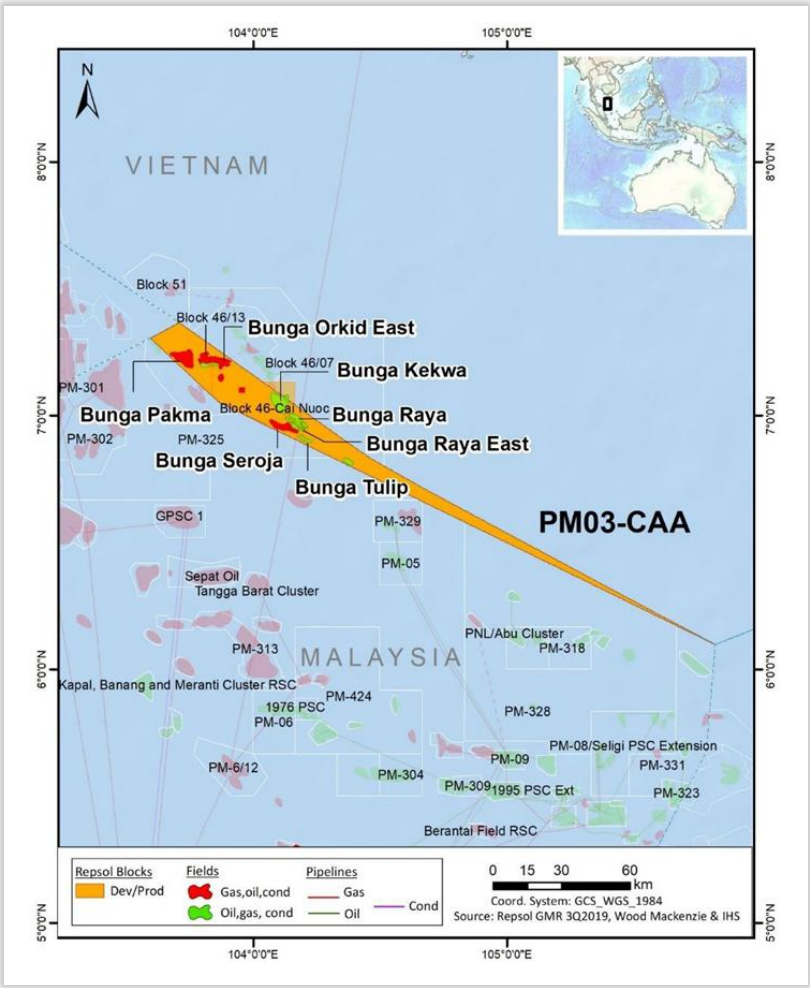 104°0'0"E
105°0'0"E
N
8°0'0"N
8°0'0"N
VIETNAM
Block 51
Block 46/13
Bunga Orkid East
Block 46/07
Bunga Kekwa
PM-301
Bunga Pakma
Block 46-Cai Nuoc
Bunga Raya
7°0'0"N
7°0'0"N
PM-302
PM-325
Bunga Raya East
Bunga Seroja
Bunga Tulip
GPSC 1
PM-329
PM03-CAA
PM-05
Sepat Oil
Tangga Barat Cluster
PNL/Abu Cluster
PM-313
MALAYSIA
PM-318
6°0'0"N
6°0'0"N
Kapal, Banang and Meranti Cluster RSC
PM-424
1976 PSC
PM-06
PM-328
PM-08/Seligi PSC Extension
PM-09
PM-6/12
PM-304
PM-331
PM-309
1995 PSC Ext
PM-323
Berantai Field RSC
Repsol Blocks
Dev/Prod
Fields
Gas,oil,cond
Oil,gas, cond
Pipelines
Gas
Oil
Cond
0 15 30 60
km
Coord. System: GCS_WGS_1984
Source: Repsol GMR 3Q2019, Wood Mackenzie & IHS
5°0'0"N
5°0'0"N
104°0'0"E
105°0'0"E